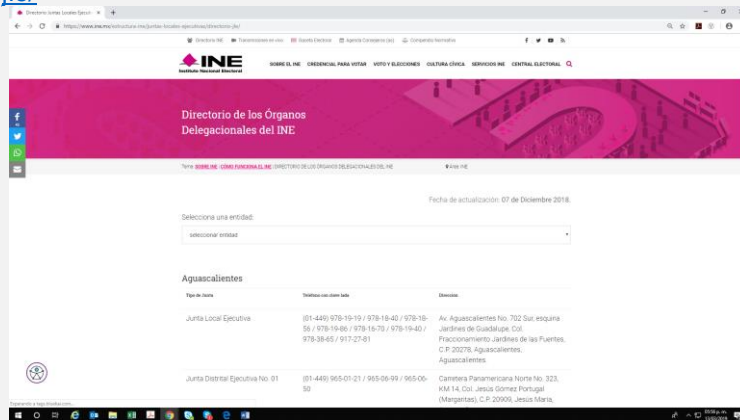 jle/
Directorio Juntas Locales Ejecuti
https://www.ine.mx/estructura-ine/juntas-locales-ejecutivas/directorio-jle/
Directorio INE Transmisiones en vivo Gaceta Electoral Agenda Consejeros (as) Compendio Normativo
INE
Instituto Nacional Electoral
SOBRE EL INE CREDENCIAL PARA VOTAR VOTO Y ELECCIONES CULTURA CÍVICA SERVICIOS INE CENTRAL ELECTORAL
Directorio de los Órganos
Delegacionales del INE
Tema: SOBRE INE / CÓMO FUNCIONA EL INE / DIRECTORIO DE LOS ÓRGANOS DELEGACIONALES DEL INE
Área: INE
Fecha de actualización: 07 de Diciembre 2018.
Selecciona una entidad:
seleccionar entidad
Aguascalientes
Tipo de Junta Teléfono con clave lada Dirección
Junta Local Ejecutiva (01-449) 978-19-19 / 978-18-40 / 978-18- Av. Aguascalientes No. 702 Sur, esquina
56 / 978-19-86 / 978-16-70 / 978-19-40 / Jardines de Guadalupe, Col.
978-38-65 / 917-27-81 Fraccionamiento Jardines de las Fuentes,
C.P. 20278, Aguascalientes,
Aguascalientes.
Junta Distrital Ejecutiva No. 01 (01-449) 965-01-21 / 965-06-99 / 965-06- Carretera Panamericana Norte No. 323,
50 KM 14, Col. Jesús Gómez Portugal
(Margaritas), C.P. 20909, Jesús María,